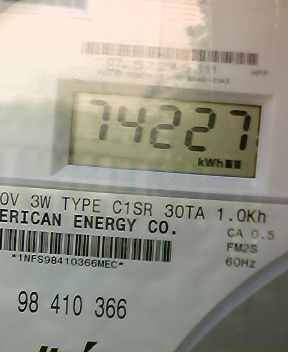 74227
kWh
0V 3W TYPE C1SR 30TA 1.0Kh
ERICAN ENERGY CO.
CA 0.5
FM2S
*1NFS98410366MEC*
60Hz
98 410 366